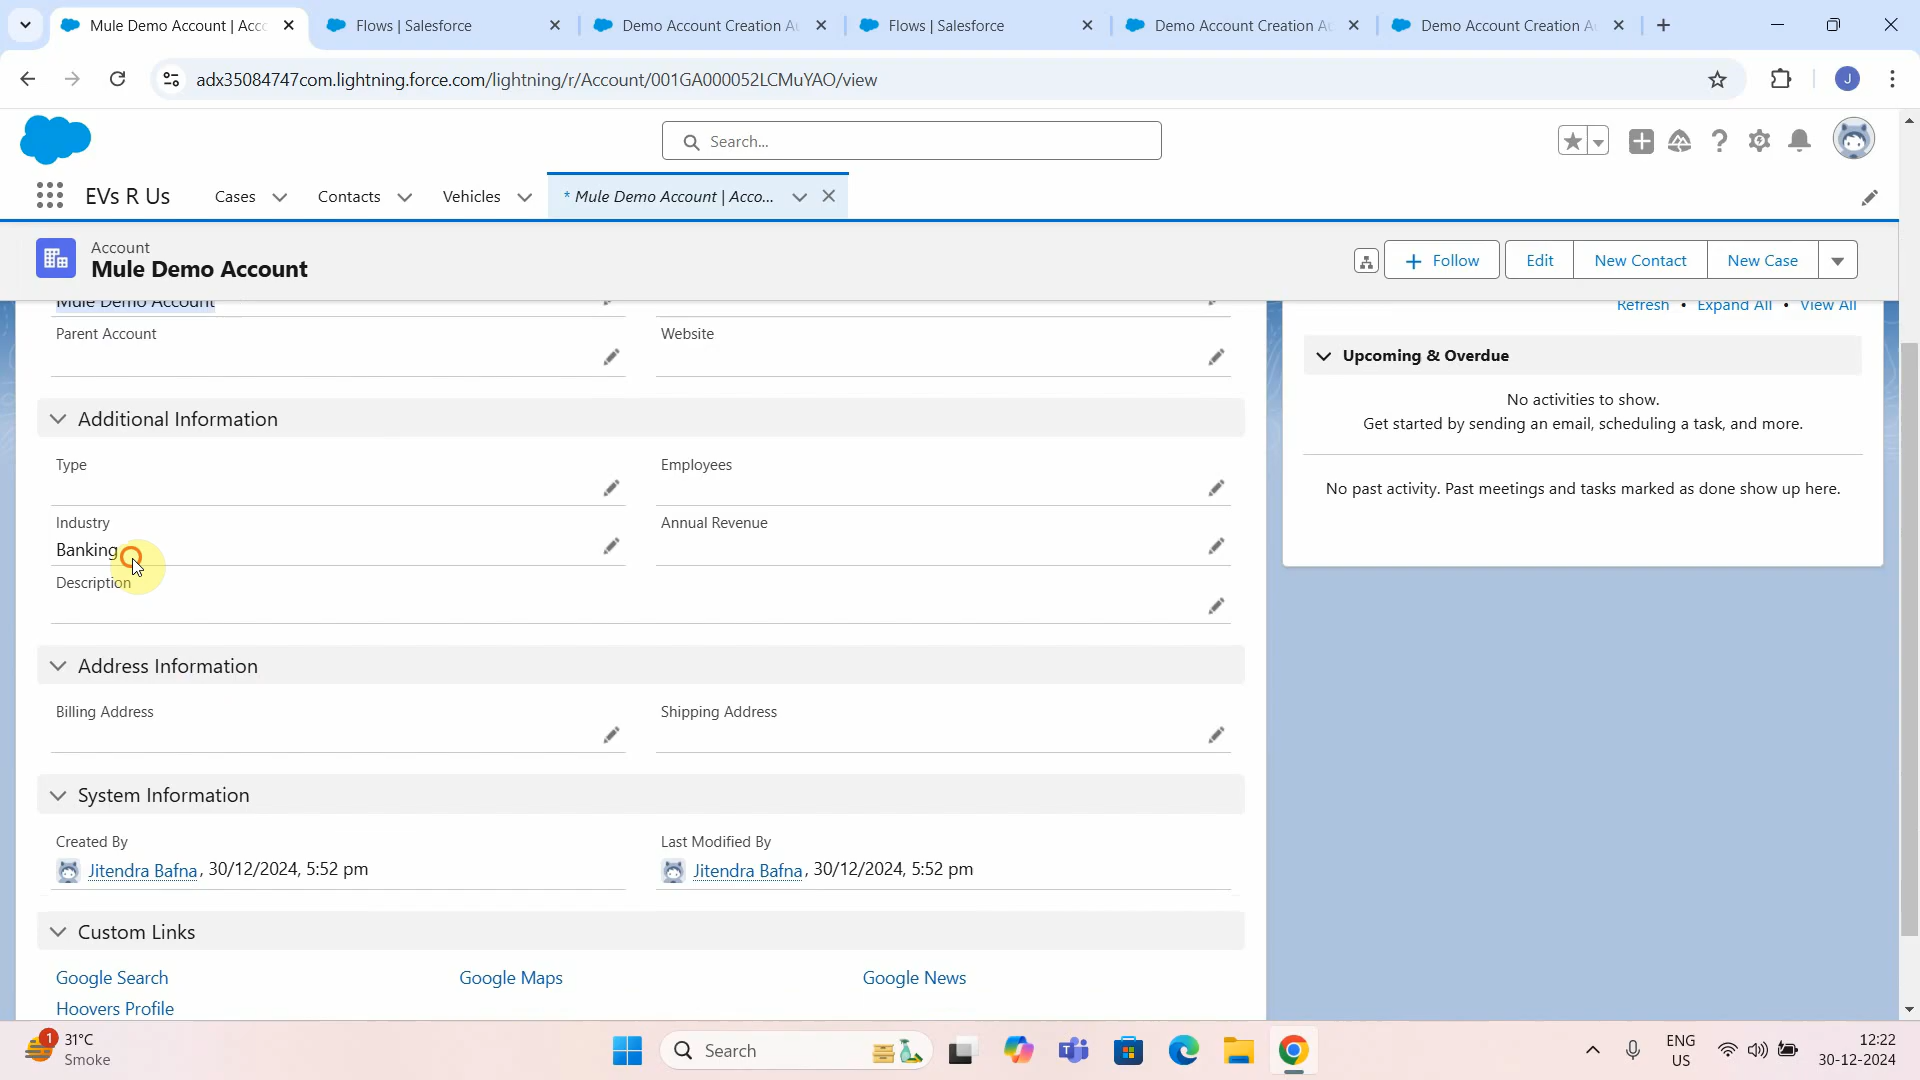 Mule Demo Account | Acco
Flows | Salesforce
Demo Account Creation Au
Flows | Salesforce
Demo Account Creation Au
Demo Account Creation Au
adx35084747com.lightning.force.com/lightning/r/Account/001GA000052LCMuYAO/view
J
Search...
EVs R Us
Cases
Contacts
Vehicles
* Mule Demo Account | Acco...
Account
Mule Demo Account
Follow
Edit
New Contact
New Case
Mule Demo Account
Refresh • Expand All • View All
Parent Account
Website
Upcoming & Overdue
No activities to show.
Get started by sending an email, scheduling a task, and more.
No past activity. Past meetings and tasks marked as done show up here.
Additional Information
Type
Employees
Industry
Banking
Annual Revenue
Description
Address Information
Billing Address
Shipping Address
System Information
Created By
Jitendra Bafna, 30/12/2024, 5:52 pm
Last Modified By
Jitendra Bafna, 30/12/2024, 5:52 pm
Custom Links
Google Search
Google Maps
Google News
Hoovers Profile
1
31°C
Smoke
Search
ENG
US
12:22
30-12-2024